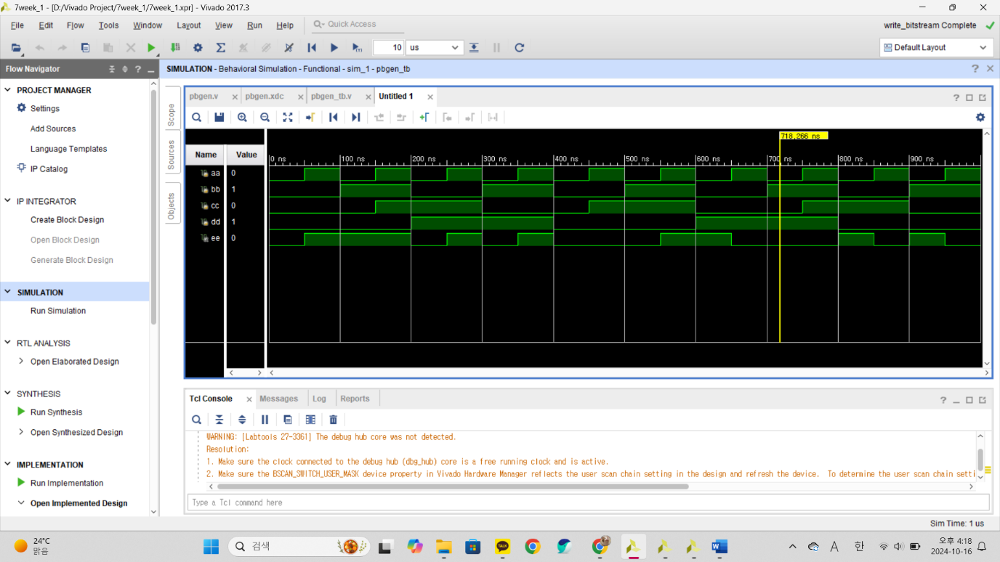 7week_1 - [D:/Vivado Project/7week_1/7week_1.xpr] - Vivado 2017.3
File Edit Flow Tools Window Layout View Run Help Quick Access write_bitstream Complete
10 us Default Layout
Flow Navigator
SIMULATION - Behavioral Simulation - Functional - sim_1 - pbgen_tb
PROJECT MANAGER
Settings
Add Sources
Language Templates
IP Catalog
IP INTEGRATOR
Create Block Design
Open Block Design
Generate Block Design
SIMULATION
Run Simulation
RTL ANALYSIS
Open Elaborated Design
SYNTHESIS
Run Synthesis
Open Synthesized Design
IMPLEMENTATION
Run Implementation
Open Implemented Design
Scope
Sources
Objects
pbgen.v pbgen.xdc pbgen_tb.v Untitled 1
718.266 ns
Name Value
0 ns 100 ns 200 ns 300 ns 400 ns 500 ns 600 ns 700 ns 800 ns 900 ns
aa 0
bb 1
cc 0
dd 1
ee 0
Tcl Console Messages Log Reports
WARNING: [Labtools 27-3361] The debug hub core was not detected.
Resolution:
1. Make sure the clock connected to the debug hub (dbg_hub) core is a free running clock and is active.
2. Make sure the BSCAN_SWITCH_USER_MASK device property in Vivado Hardware Manager reflects the user scan chain setting in the design and refresh the device.  To determine the user scan chain setti
Type a Tcl command here
Sim Time: 1 us
24°C
맑음
검색
TALK
A 한
오후 4:18
2024-10-16